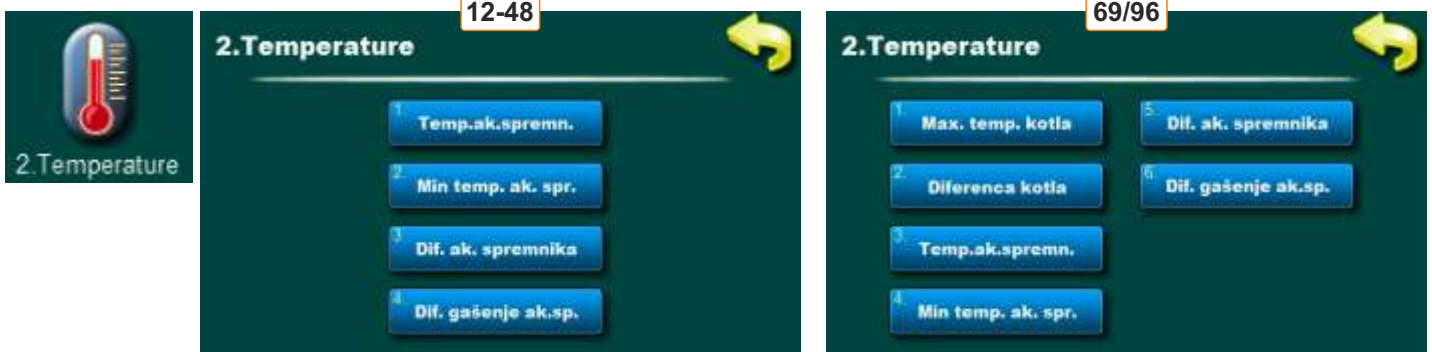 2.Temperature
12-48
2.Temperature
1. Temp.ak.spremn.
2. Min temp. ak. spr.
3. Dif. ak. spremnika
4. Dif. gašenje ak.sp.
69/96
2.Temperature
1. Max. temp. kotla
2. Diferenca kotla
3. Temp.ak.spremn.
4. Min temp. ak. spr.
5. Dif. ak. spremnika
6. Dif. gašenje ak.sp.